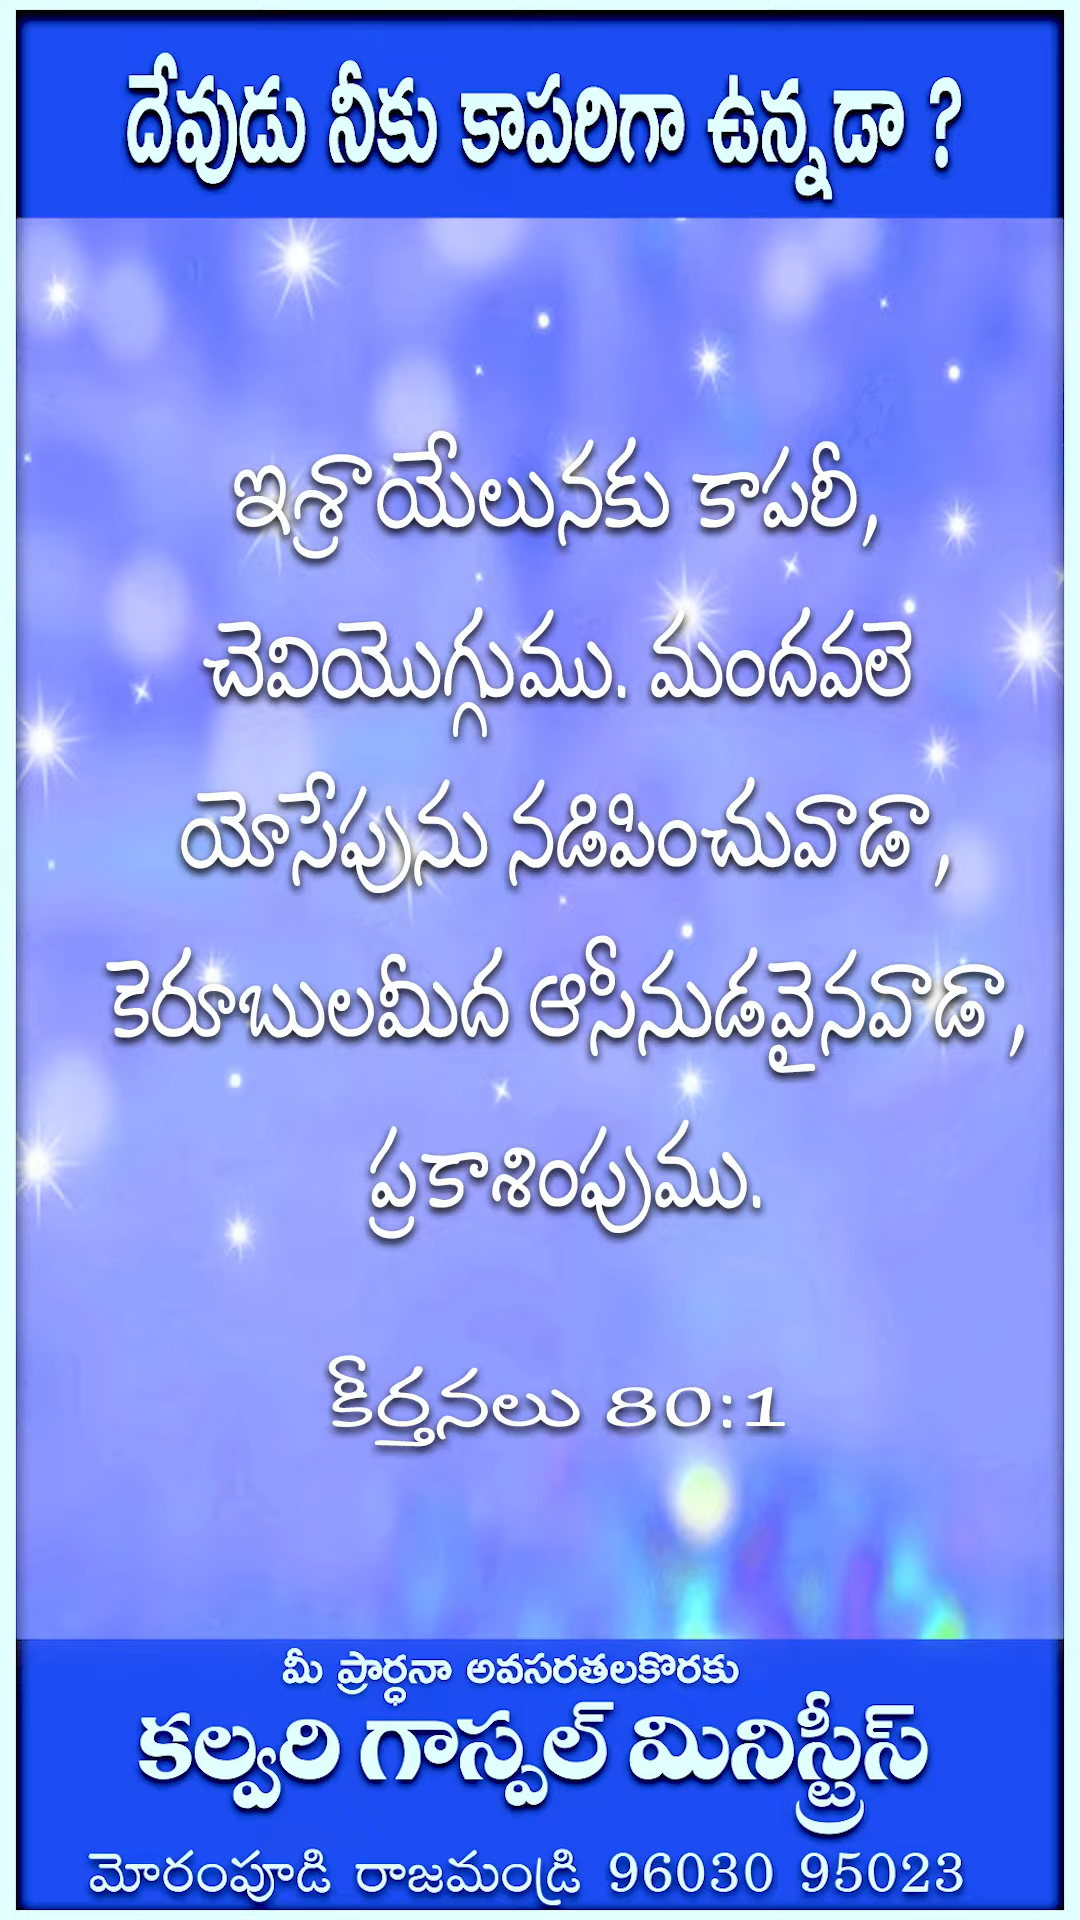 దేవుడు నీకు కాపరిగా ఉన్నడా ?
ఇశ్రాయేలునకు కాపరీ,
చెవియొగ్గుము. మందవలె
యోసేపును నడిపించువాడా ,
కెరూబులమీద ఆసీనుడవైనవాడా ,
ప్రకాశింపుము.
కీర్తనలు 80:1
మీ ప్రార్ధనా అవసరతలకొరకు
కల్వరి గాస్పల్ మినిస్ట్రీస్
మోరంపూడి రాజమండ్రి 96030 95023